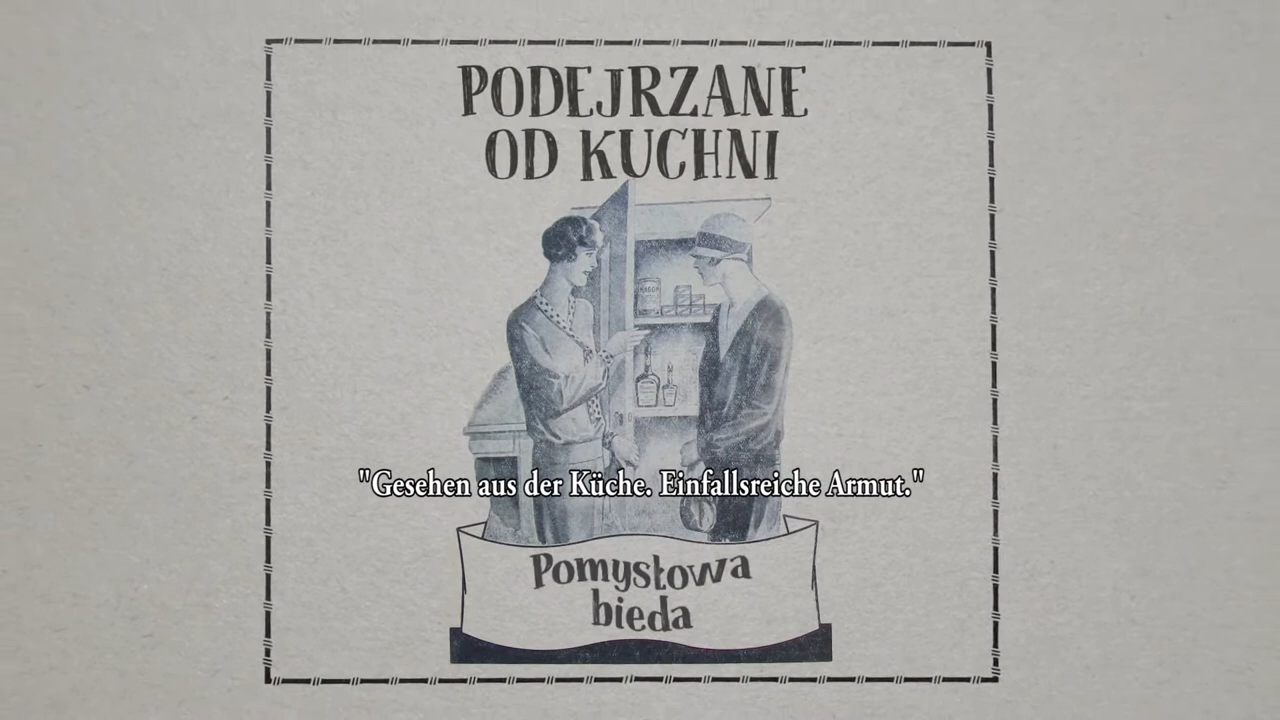 PODEJRZANE
OD KUCHNI
"Gesehen aus der Küche. Einfallsreiche Armut."
Pomysłowa
bieda